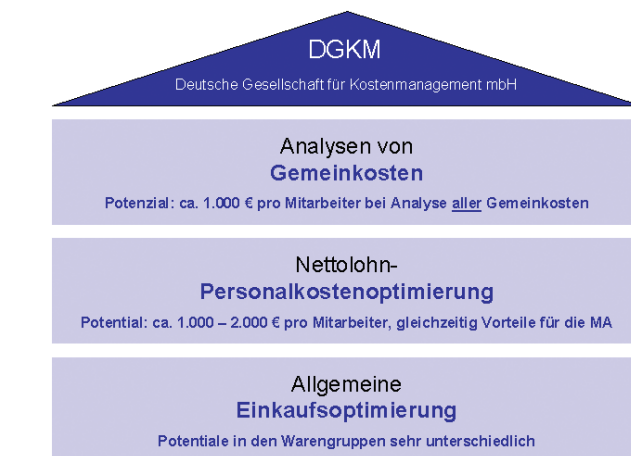 DGKM
Deutsche Gesellschaft für Kostenmanagement mbH
Analysen von
Gemeinkosten
Potenzial: ca. 1.000 € pro Mitarbeiter bei Analyse aller Gemeinkosten
Nettolohn-
Personalkostenoptimierung
Potential: ca. 1.000 – 2.000 € pro Mitarbeiter, gleichzeitig Vorteile für die MA
Allgemeine
Einkaufsoptimierung
Potentiale in den Warengruppen sehr unterschiedlich